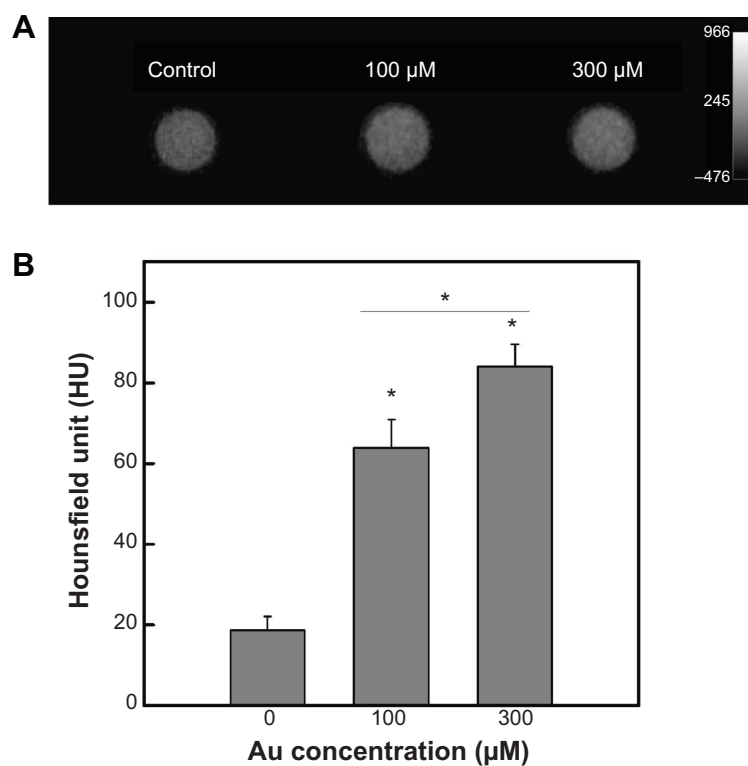 A
Control 100 µM 300 µM
966
245
–476
B
100
80
60
40
20
0
Hounsfield unit (HU)
*
*
*
0 100 300
Au concentration (µM)